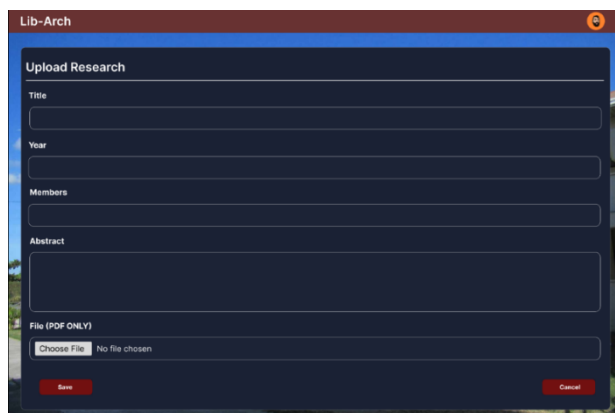 Lib-Arch
Upload Research
Title
Year
Members
Abstract
File (PDF ONLY)
Choose File No file chosen
Save Cancel